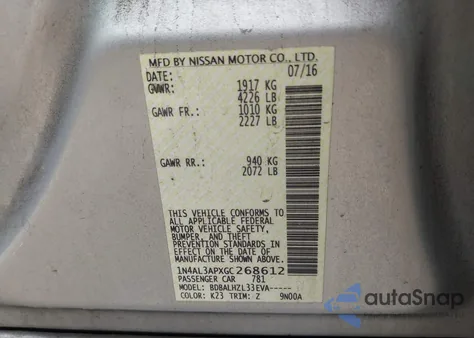 MFD BY NISSAN MOTOR CO., LTD.
DATE: 07/16
GVWR: 1917 KG
4226 LB
GAWR FR.: 1010 KG
2227 LB
GAWR RR.: 940 KG
2072 LB
THIS VEHICLE CONFORMS TO
ALL APPLICABLE FEDERAL
MOTOR VEHICLE SAFETY,
BUMPER, AND THEFT
PREVENTION STANDARDS IN
EFFECT ON THE DATE OF
MANUFACTURE SHOWN ABOVE.
1N4AL3APXGC268612
PASSENGER CAR 781
MODEL: BDBALHZL33EVA-----
COLOR: K23 TRIM: Z 9N00A
autoSnap